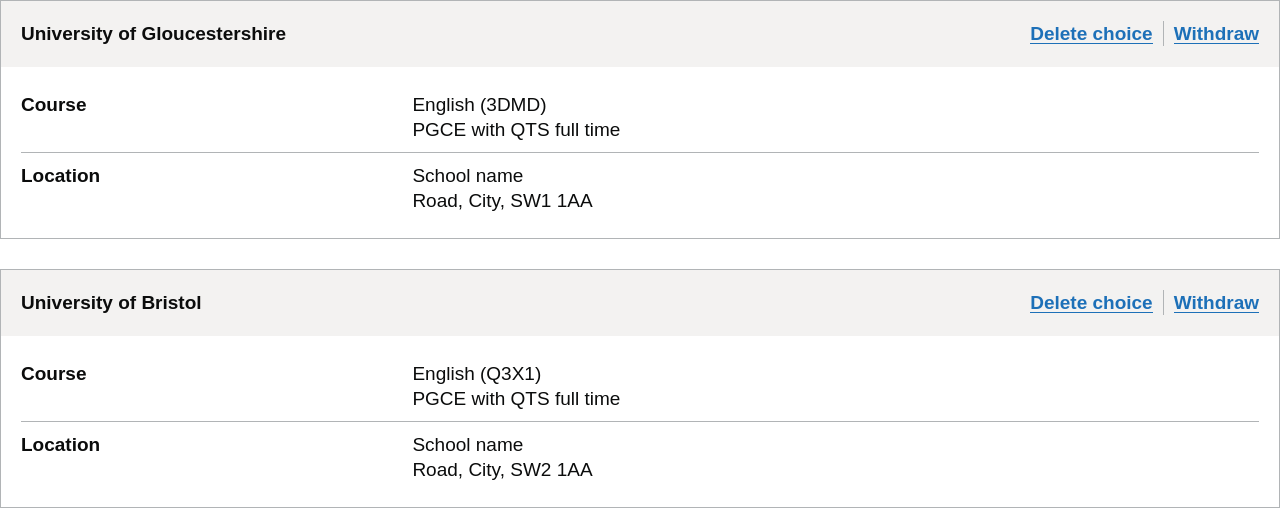 University of Gloucestershire
Delete choice
Withdraw
Course
English (3DMD)
PGCE with QTS full time
Location
School name
Road, City, SW1 1AA
University of Bristol
Delete choice
Withdraw
Course
English (Q3X1)
PGCE with QTS full time
Location
School name
Road, City, SW2 1AA